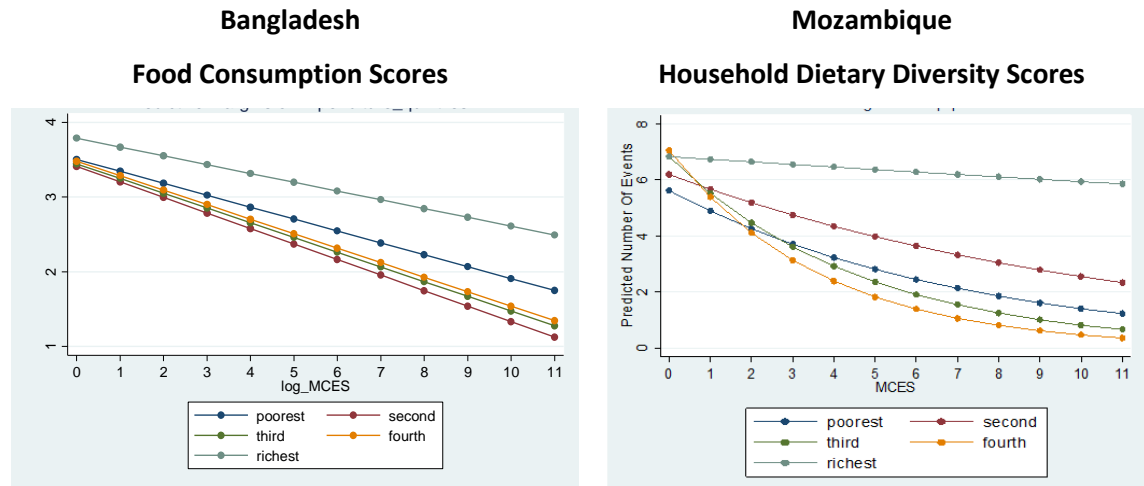 Bangladesh
Food Consumption Scores
4
3
2
1
0 1 2 3 4 5 6 7 8 9 10 11
log_MCES
poorest second
third fourth
richest
Mozambique
Household Dietary Diversity Scores
Predicted Number Of Events
8
6
4
2
0
0 1 2 3 4 5 6 7 8 9 10 11
MCES
poorest second
third fourth
richest